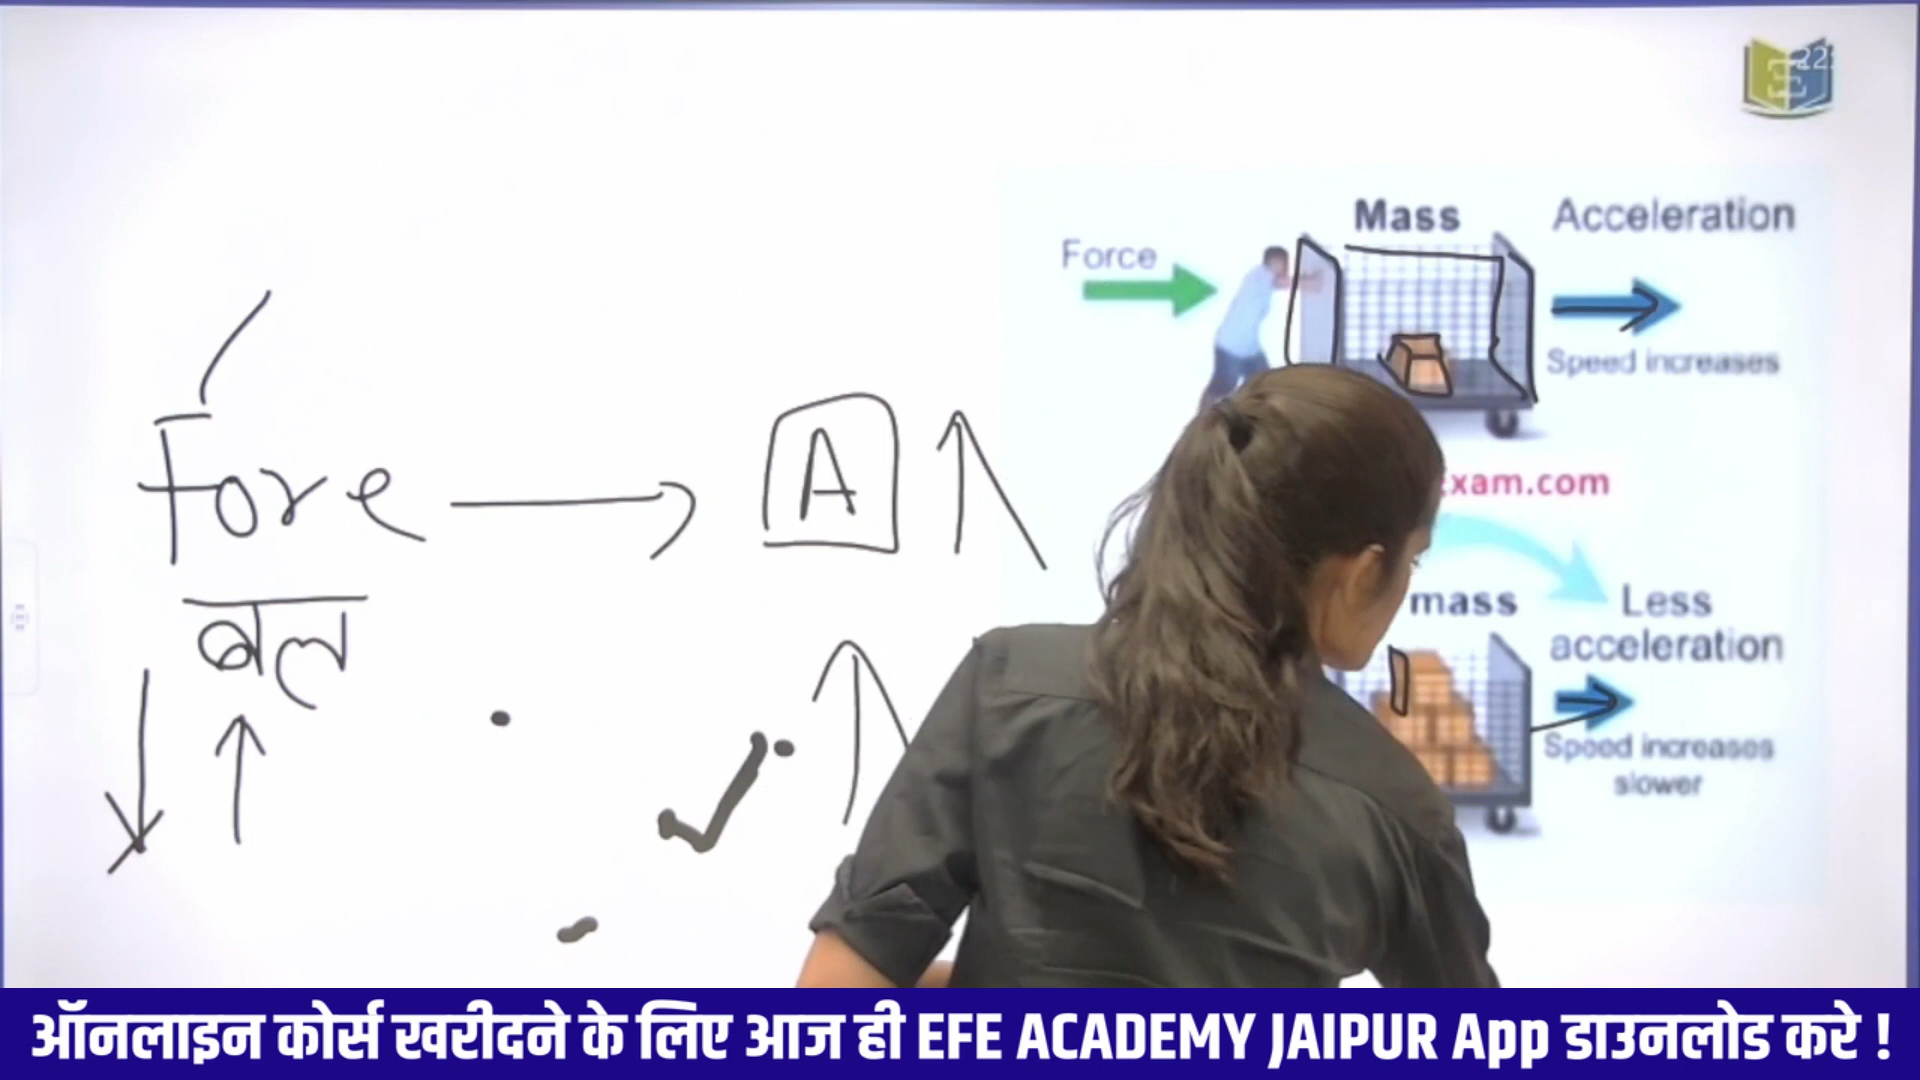 Mass Acceleration
Force
Speed increases
Fore A
xam.com
बल
mass Less
acceleration
Speed increases
slower
ऑनलाइन कोर्स खरीदने के लिए आज ही EFE ACADEMY JAIPUR App डाउनलोड करे !